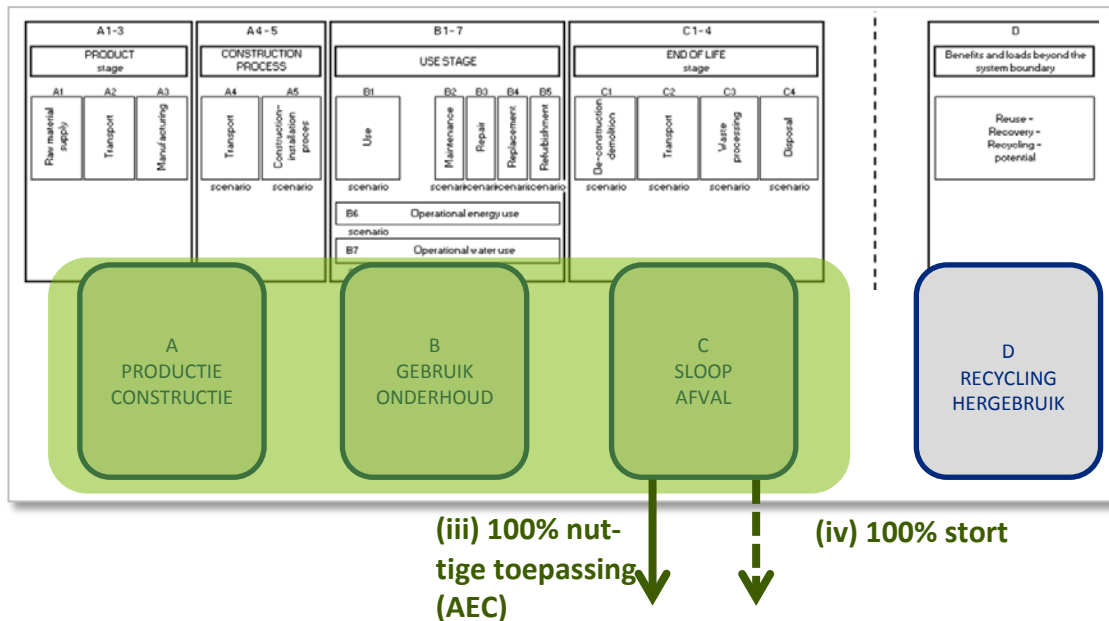 A1-3
PRODUCT
stage
A1
A2
A3
Raw material
supply
Transport
Manufacturing
A4-5
CONSTRUCTION
PROCESS
A4
A5
Transport
Construction-
installation
proces
scenario
scenario
B1-7
USE STAGE
B1
B2
B3
B4
B5
Use
Maintenance
Repair
Replacement
Refurbishment
scenario
scenario
scenario
scenario
scenario
B6 Operational energy use
scenario
B7 Operational water use
C1-4
END OF LIFE
stage
C1
C2
C3
C4
De-construction
demolition
Transport
Waste
processing
Disposal
scenario
scenario
scenario
scenario
D
Benefits and loads beyond the
system boundary
Reuse -
Recovery -
Recycling -
potential
A
PRODUCTIE
CONSTRUCTIE
B
GEBRUIK
ONDERHOUD
C
SLOOP
AFVAL
D
RECYCLING
HERGEBRUIK
(iii) 100% nut-
tige toepassing
(AEC)
(iv) 100% stort